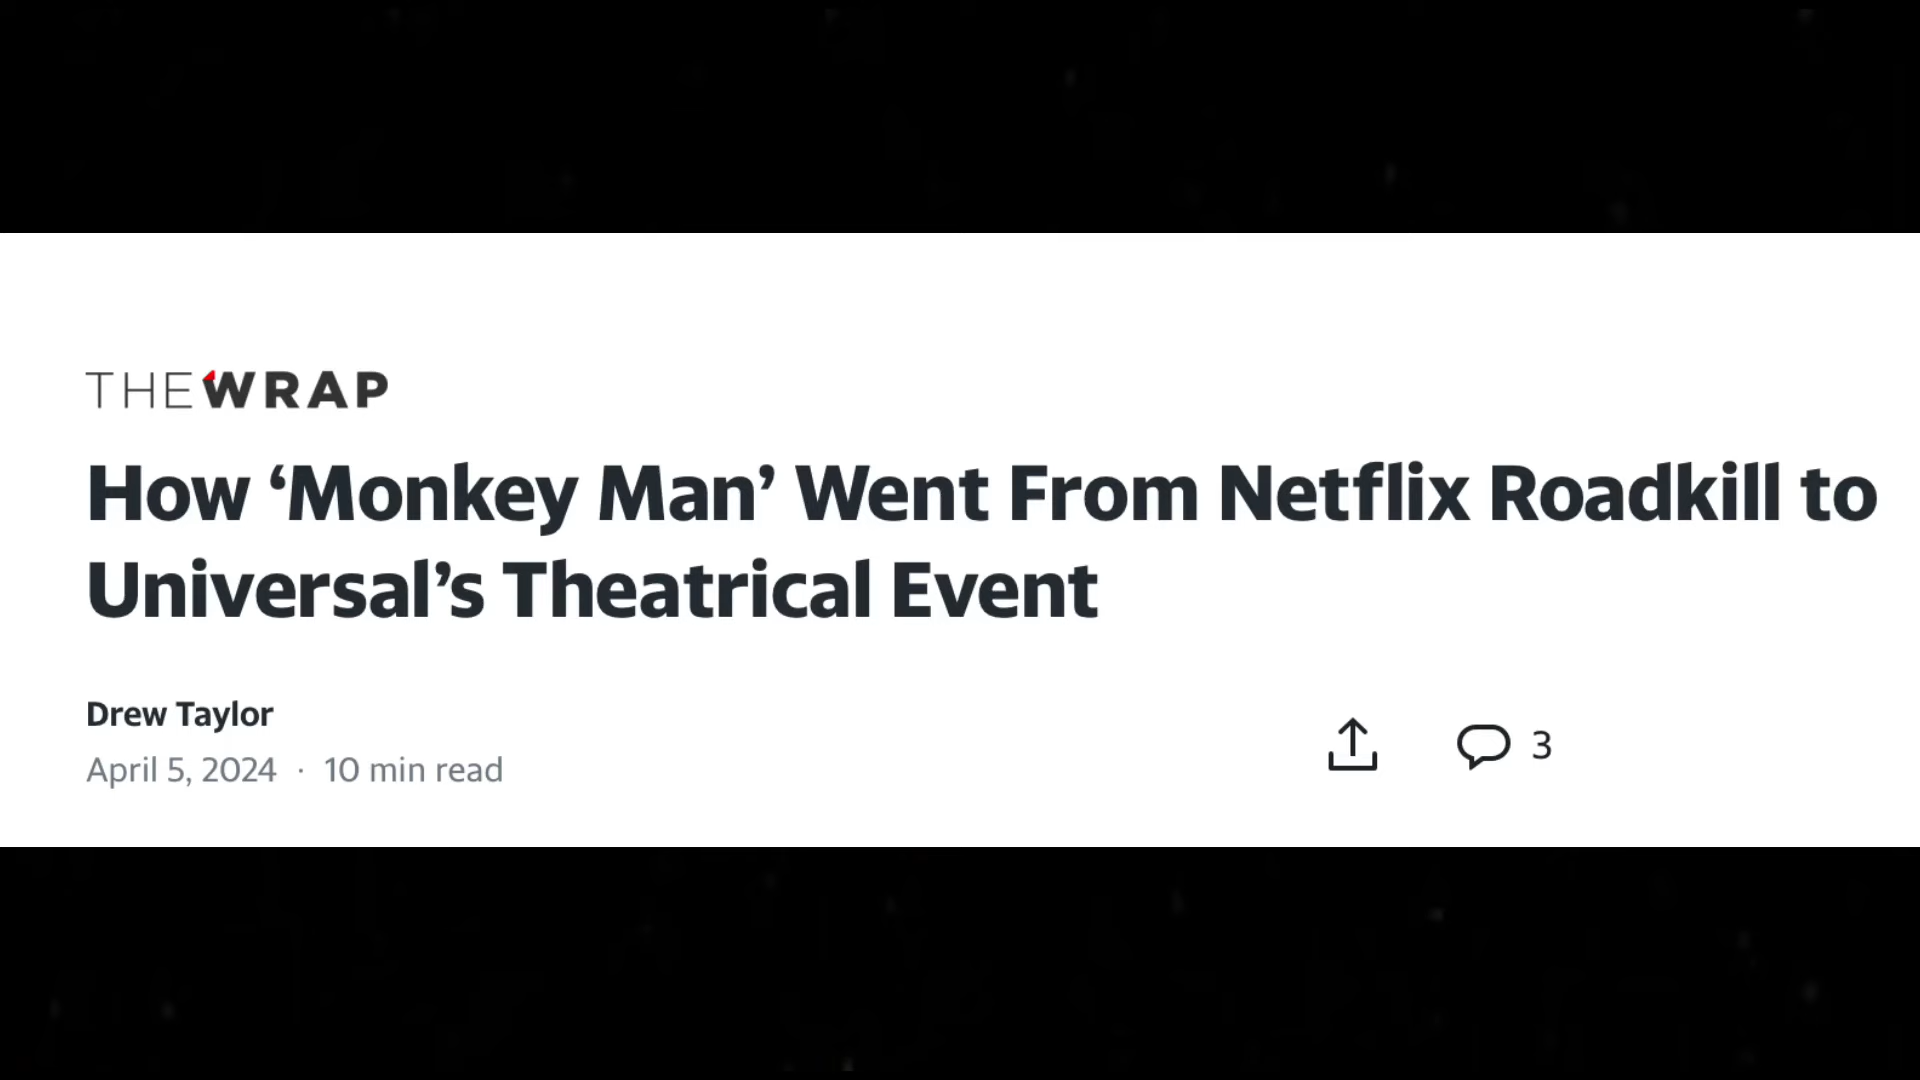 THEWRAP
How ‘Monkey Man’ Went From Netflix Roadkill to
Universal’s Theatrical Event
Drew Taylor
April 5, 2024 · 10 min read
3